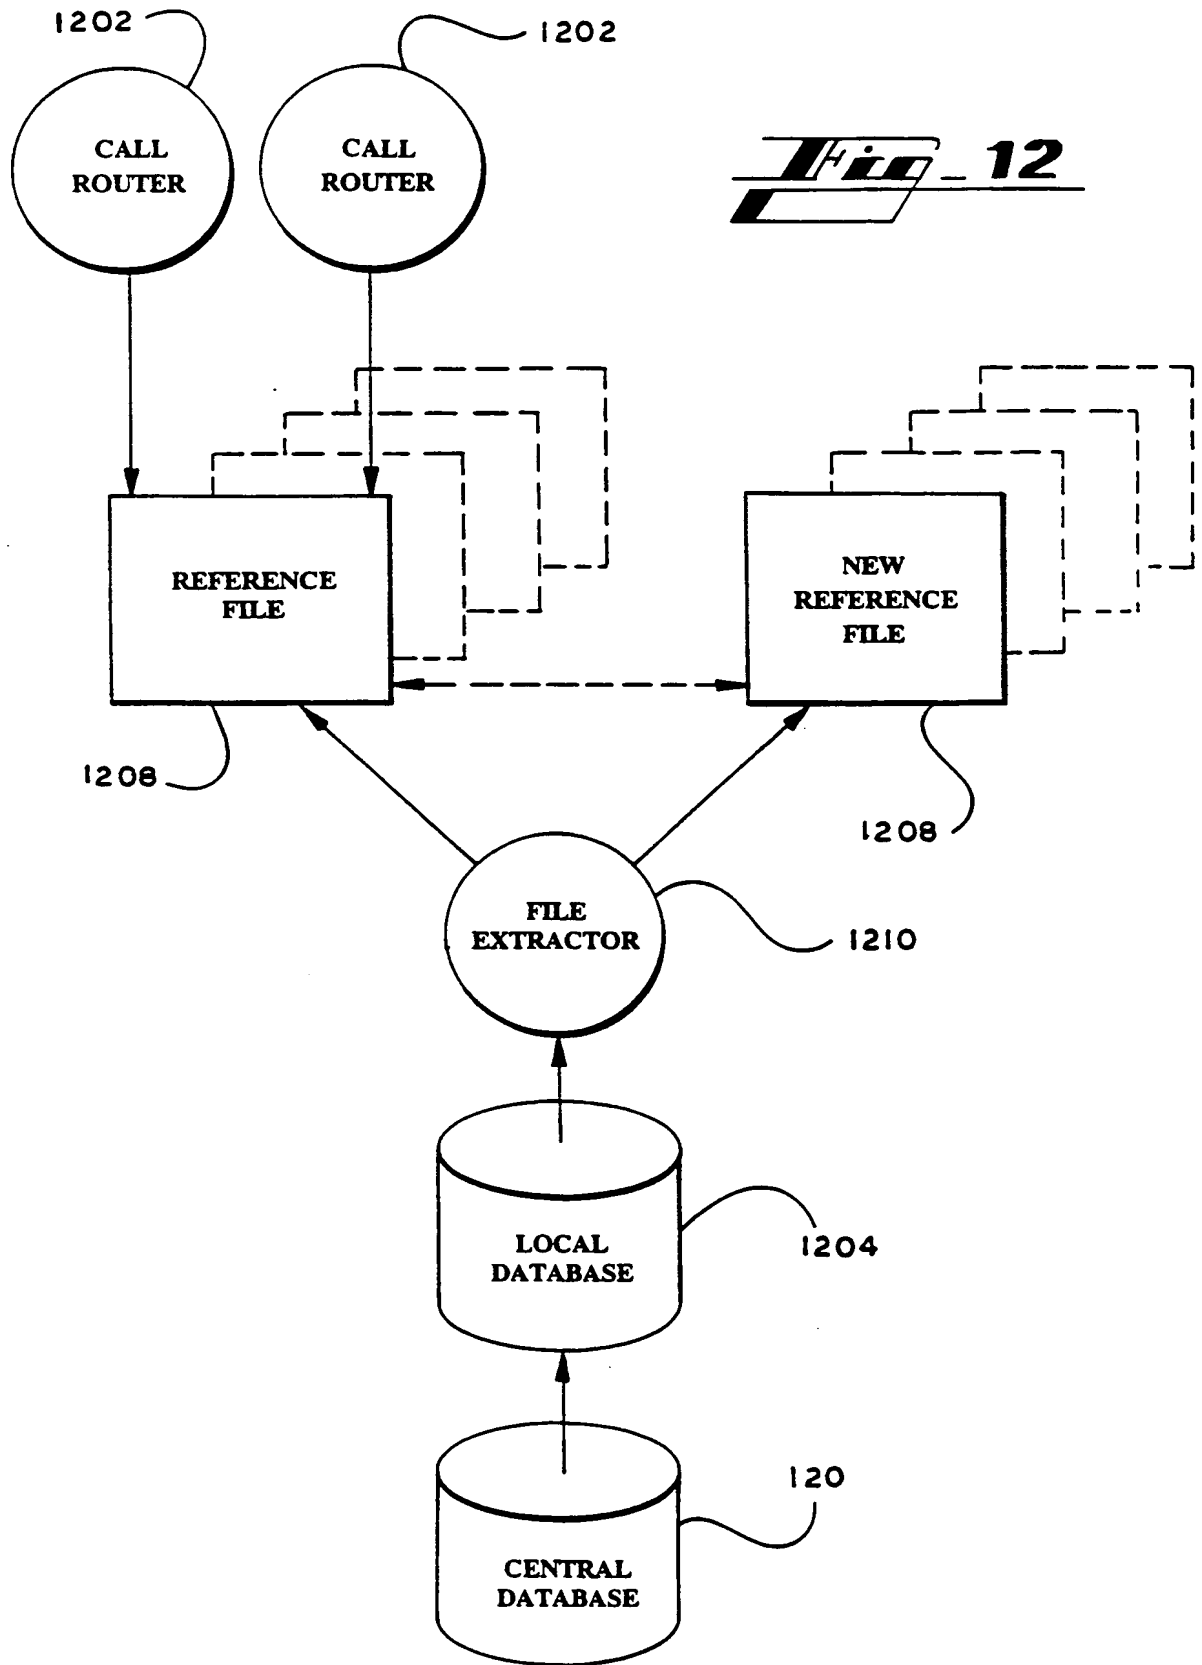 1202
1202
CALL
ROUTER
CALL
ROUTER
Fig_12
REFERENCE
FILE
NEW
REFERENCE
FILE
1208
1208
FILE
EXTRACTOR
1210
LOCAL
DATABASE
1204
120
CENTRAL
DATABASE